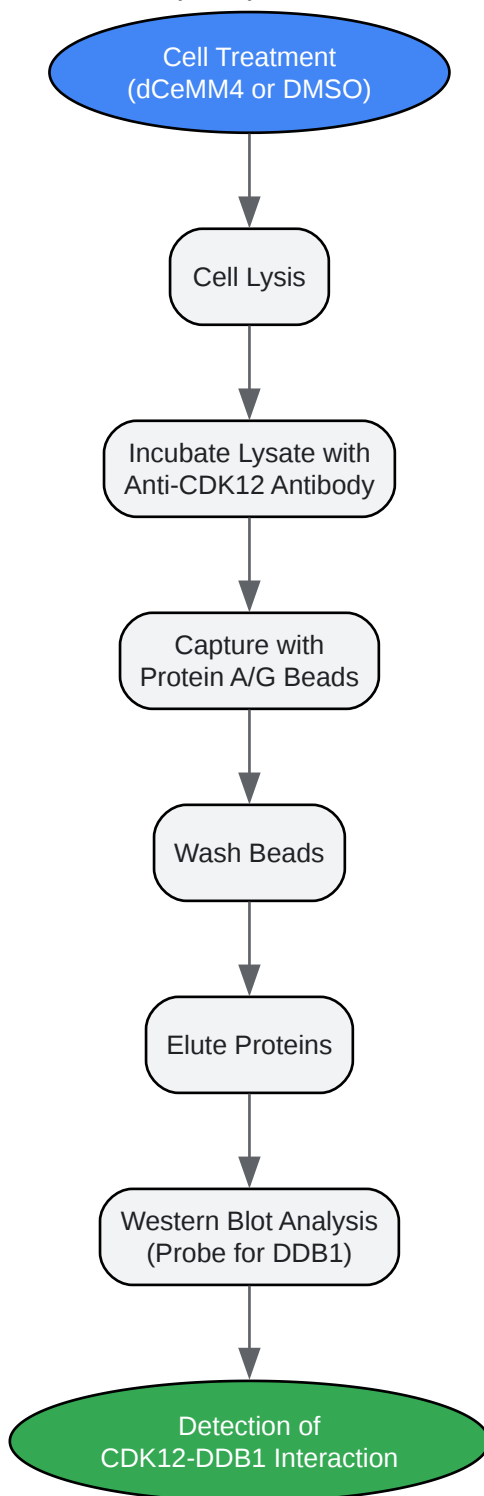 Cell Treatment
(dCeMM4 or DMSO)
Cell Lysis
Incubate Lysate with
Anti-CDK12 Antibody
Capture with
Protein A/G Beads
Wash Beads
Elute Proteins
Western Blot Analysis
(Probe for DDB1)
Detection of
CDK12-DDB1 Interaction